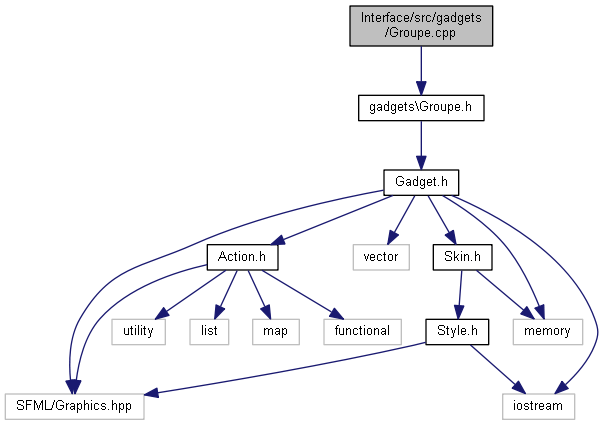 Interface/src/gadgets
/Groupe.cpp
gadgets\Groupe.h
Gadget.h
Action.h
vector
Skin.h
utility
list
map
functional
Style.h
memory
SFML/Graphics.hpp
iostream